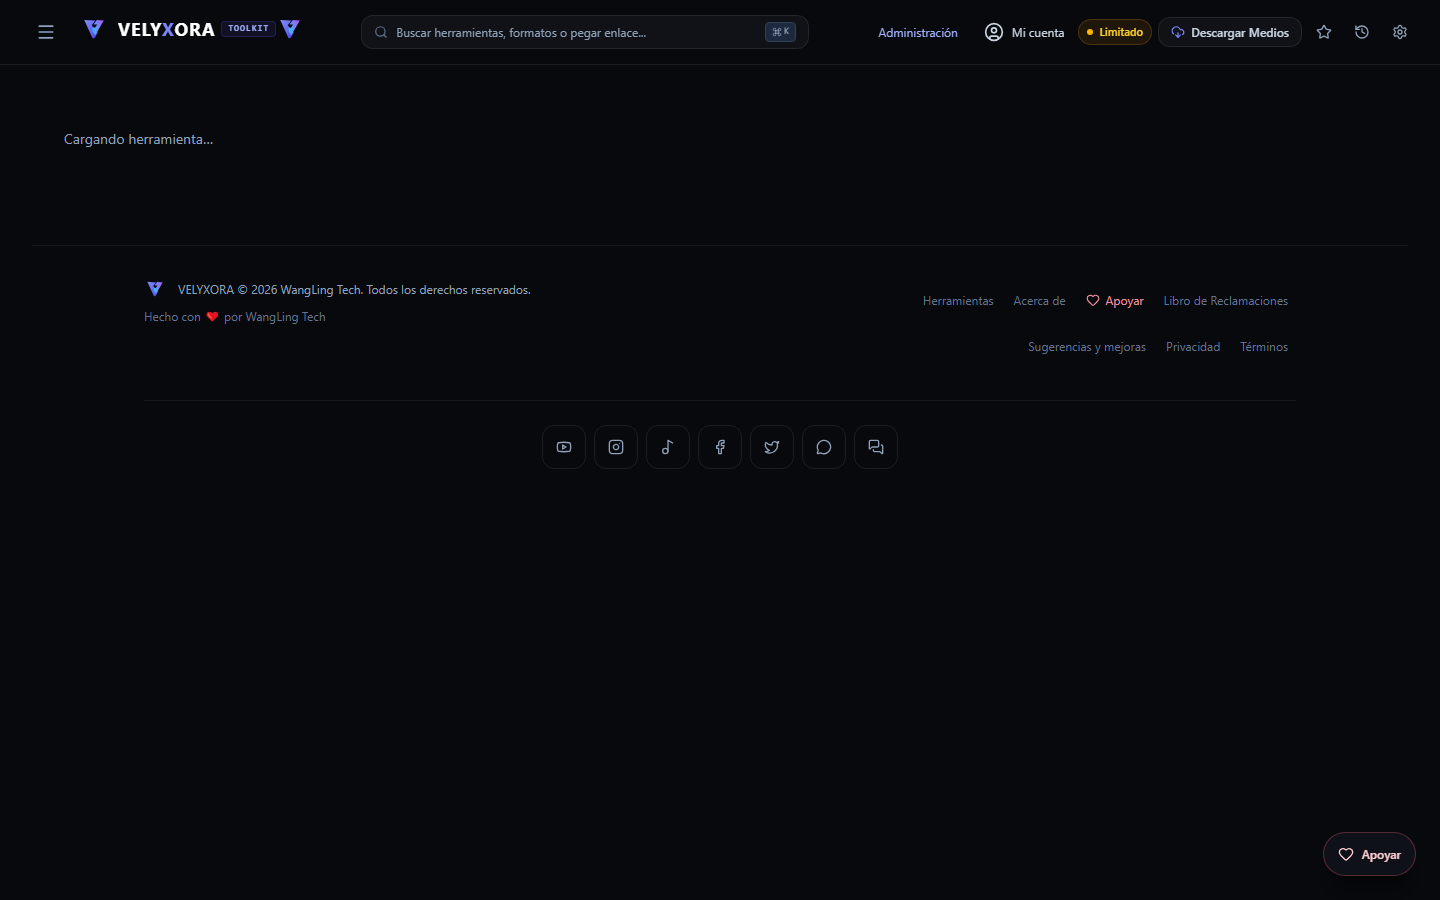 VELYXORA TOOLKIT
Buscar herramientas, formatos o pegar enlace...
⌘K
Administración
Mi cuenta
Limitado
Descargar Medios
Cargando herramienta...
VELYXORA © 2026 WangLing Tech. Todos los derechos reservados.
Hecho con ❤ por WangLing Tech
Herramientas
Acerca de
Apoyar
Libro de Reclamaciones
Sugerencias y mejoras
Privacidad
Términos
Apoyar